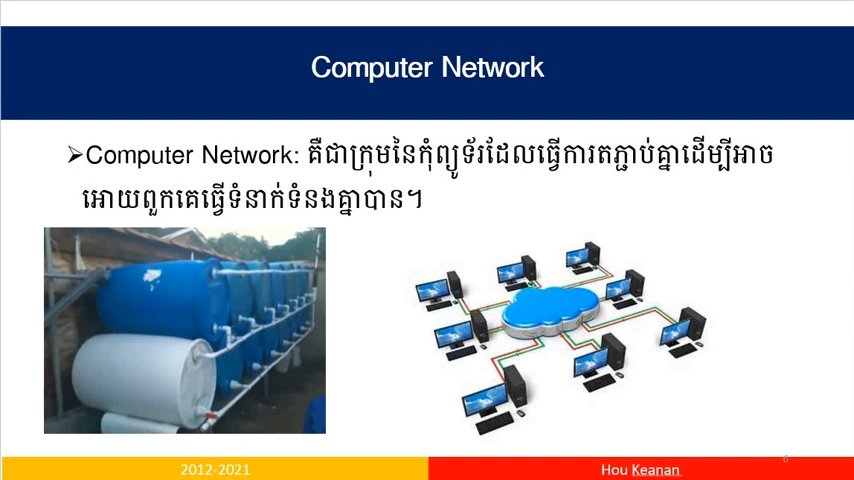 Computer Network
➢Computer Network: គឺជាក្រុមនៃកុំព្យូទ័រដែលធ្វើការតភ្ជាប់គ្នាដើម្បីអាច
អោយពួកគេធ្វើទំនាក់ទំនងគ្នាបាន។
2012-2021
Hou Keanan
6